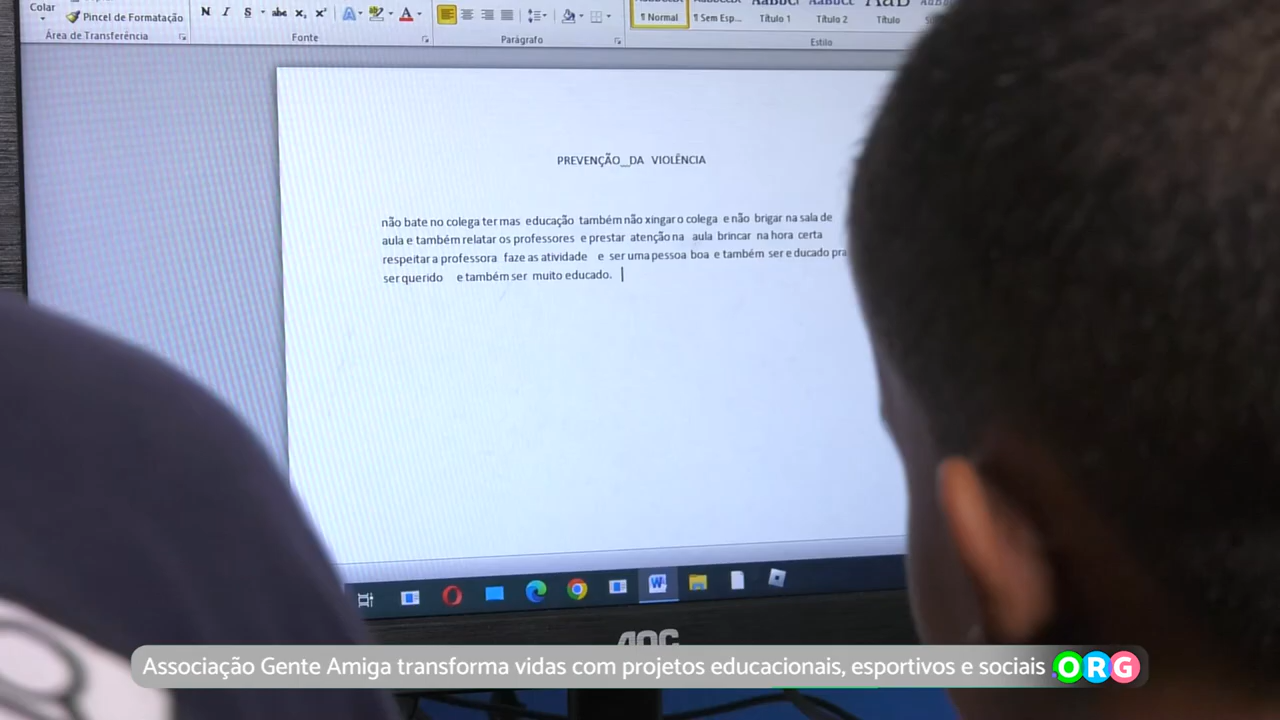 Colar
Pincel de Formatação
Área de Transferência
N I S abc x, x² A ab A
Fonte
Parágrafo
¶ Normal
¶ Sem Esp...
Título 1
Título 2
Título
Estilo
PREVENÇÃO_DA VIOLÊNCIA
não bate no colega ter mas educação também não xingar o colega e não brigar na sala de
aula e também relatar os professores e prestar atenção na aula brincar na hora certa
respeitar a professora faze as atividade e ser uma pessoa boa e também ser e ducado pra
ser querido e também ser muito educado.
AOC
Associação Gente Amiga transforma vidas com projetos educacionais, esportivos e sociais .ORG